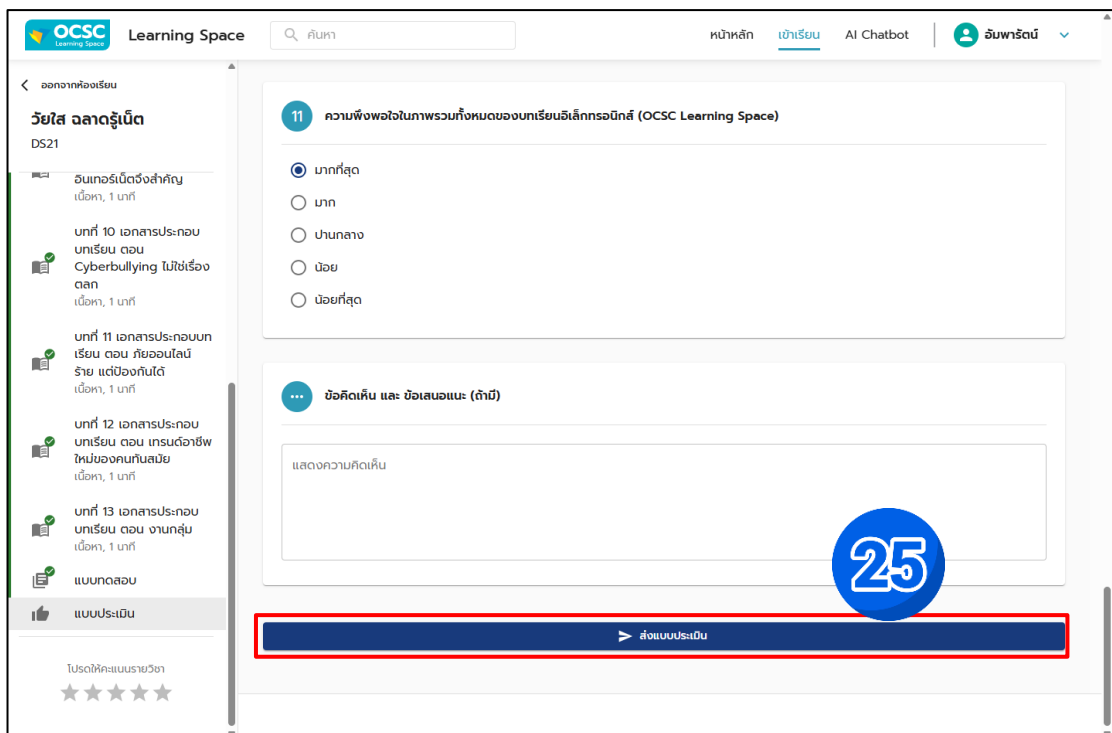 OCSC
Learning Space
Learning Space
ค้นหา
หน้าหลัก
เข้าเรียน
AI Chatbot
อัมพารัตน์
ออกจากห้องเรียน
วัยใส ฉลาดรู้เน็ต
DS21
อินเทอร์เน็ตจึงสำคัญ
เนื้อหา, 1 นาที
บทที่ 10 เอกสารประกอบ
บทเรียน ตอน
Cyberbullying ไม่ใช่เรื่อง
ตลก
เนื้อหา, 1 นาที
บทที่ 11 เอกสารประกอบบท
เรียน ตอน ภัยออนไลน์
ร้าย แต่ป้องกันได้
เนื้อหา, 1 นาที
บทที่ 12 เอกสารประกอบ
บทเรียน ตอน เทรนด์อาชีพ
ใหม่ของคนทันสมัย
เนื้อหา, 1 นาที
บทที่ 13 เอกสารประกอบ
บทเรียน ตอน งานกลุ่ม
เนื้อหา, 1 นาที
แบบทดสอบ
แบบประเมิน
โปรดให้คะแนนรายวิชา
11 ความพึงพอใจในภาพรวมทั้งหมดของบทเรียนอิเล็กทรอนิกส์ (OCSC Learning Space)
มากที่สุด
มาก
ปานกลาง
น้อย
น้อยที่สุด
ข้อคิดเห็น และ ข้อเสนอแนะ (ถ้ามี)
แสดงความคิดเห็น
25
ส่งแบบประเมิน